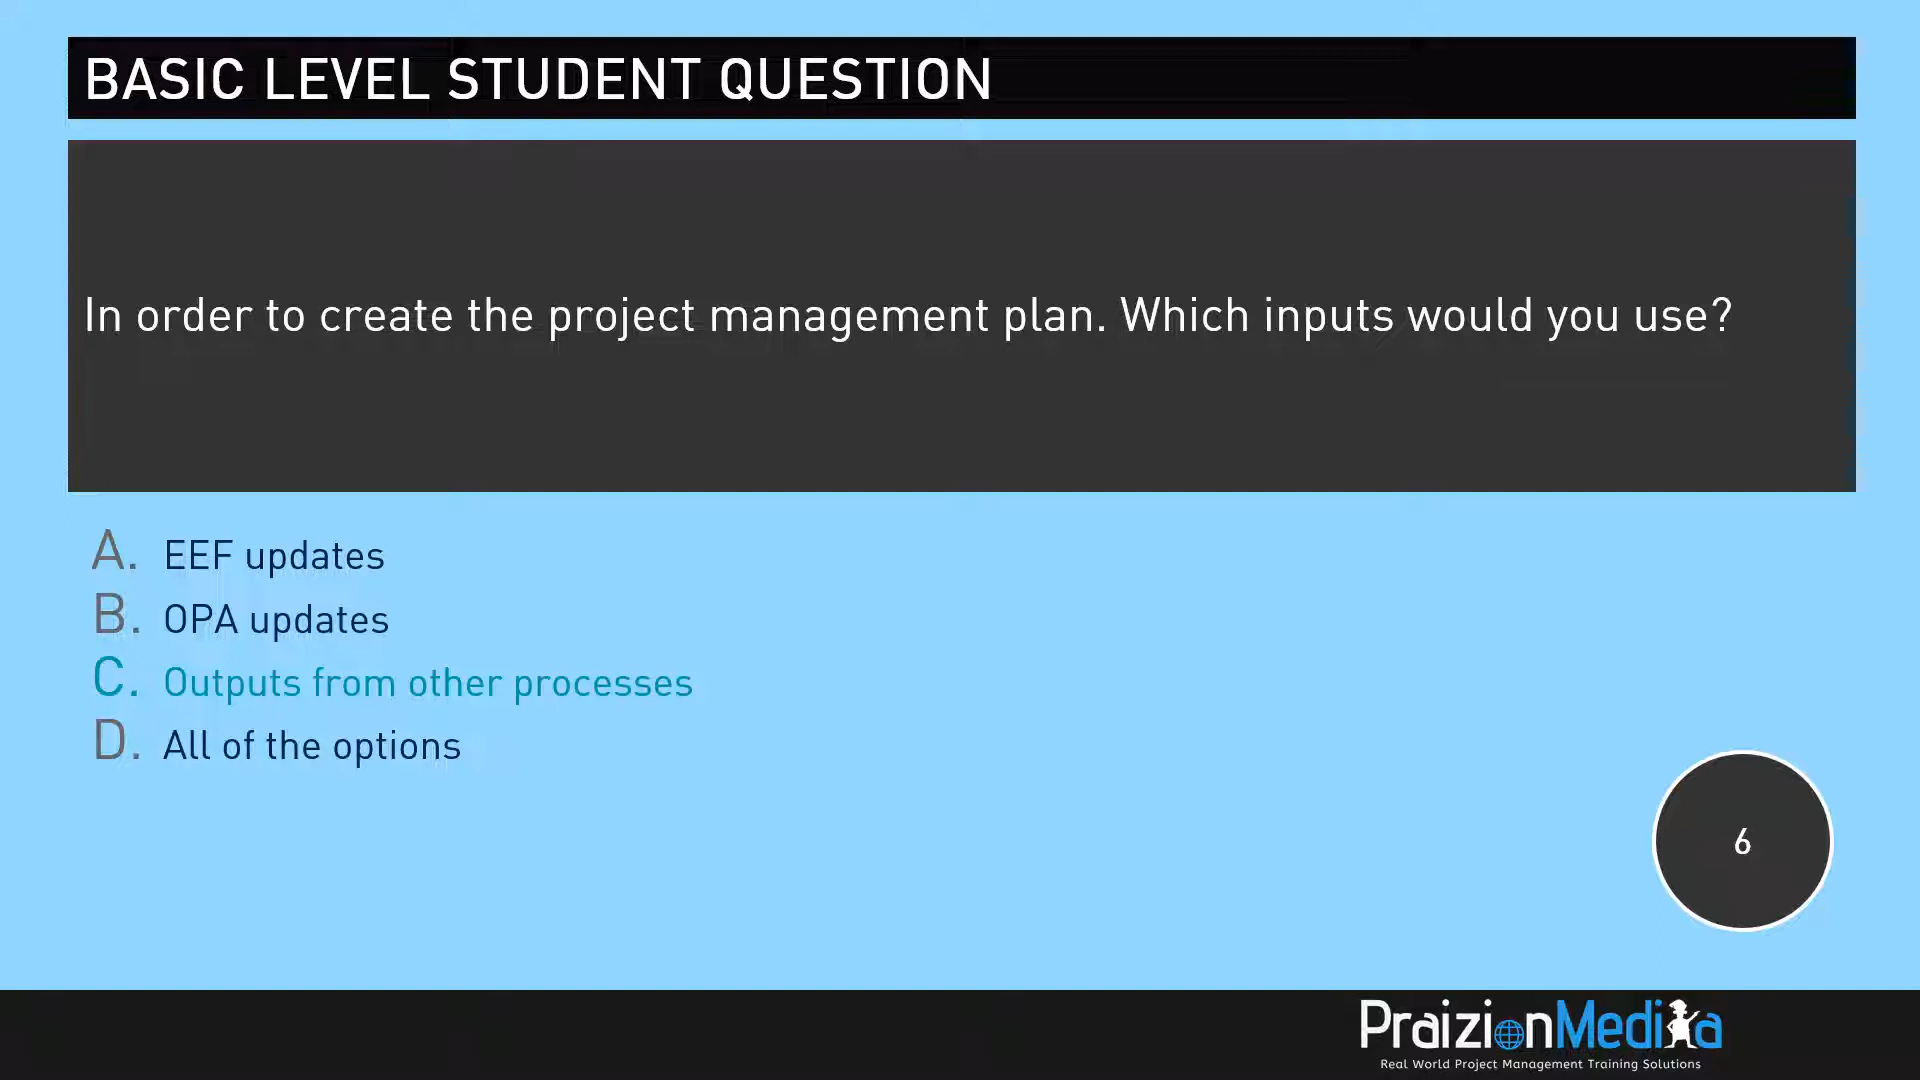 BASIC LEVEL STUDENT QUESTION
In order to create the project management plan. Which inputs would you use?
A. EEF updates
B. OPA updates
C. Outputs from other processes
D. All of the options
6
PraizionMedia
Real World Project Management Training Solutions